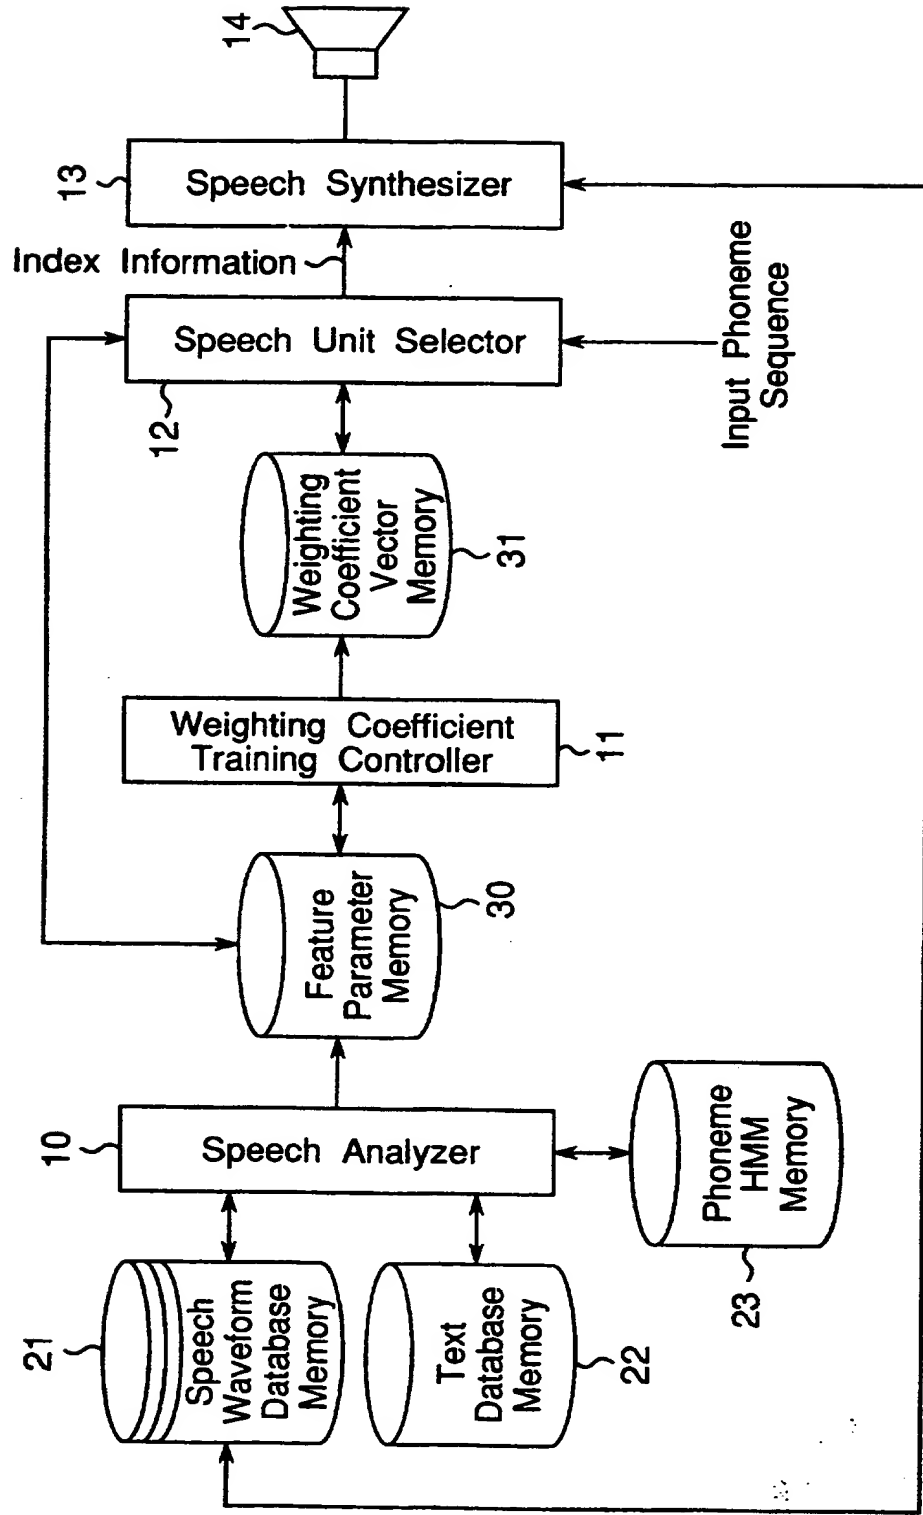 14
13
Speech Synthesizer
Index Information
Speech Unit Selector
12
Input Phoneme
Sequence
Weighting
Coefficient
Vector
Memory
31
Weighting Coefficient
Training Controller
11
Feature
Parameter
Memory
30
10
Speech Analyzer
Phoneme
HMM
Memory
23
21
Speech
Waveform
Database
Memory
Text
Database
Memory
22